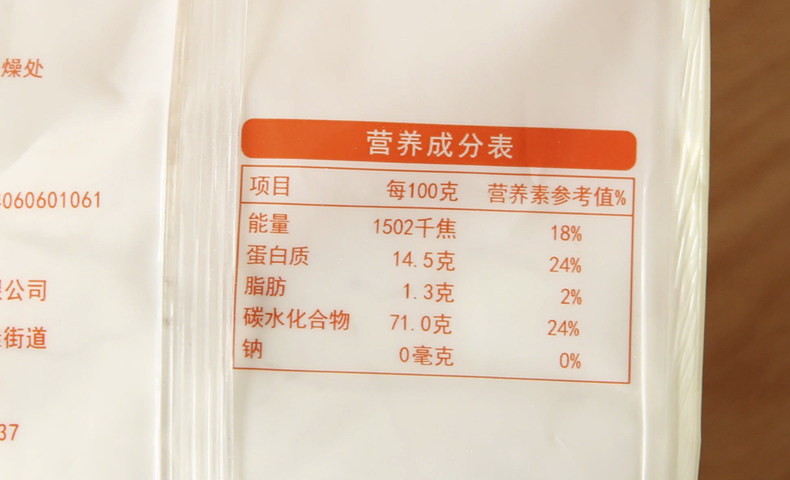 燥处
060601061
公司
街道
37
营养成分表
项目 每100克 营养素参考值%
能量 1502千焦 18%
蛋白质 14.5克 24%
脂肪 1.3克 2%
碳水化合物 71.0克 24%
钠 0毫克 0%